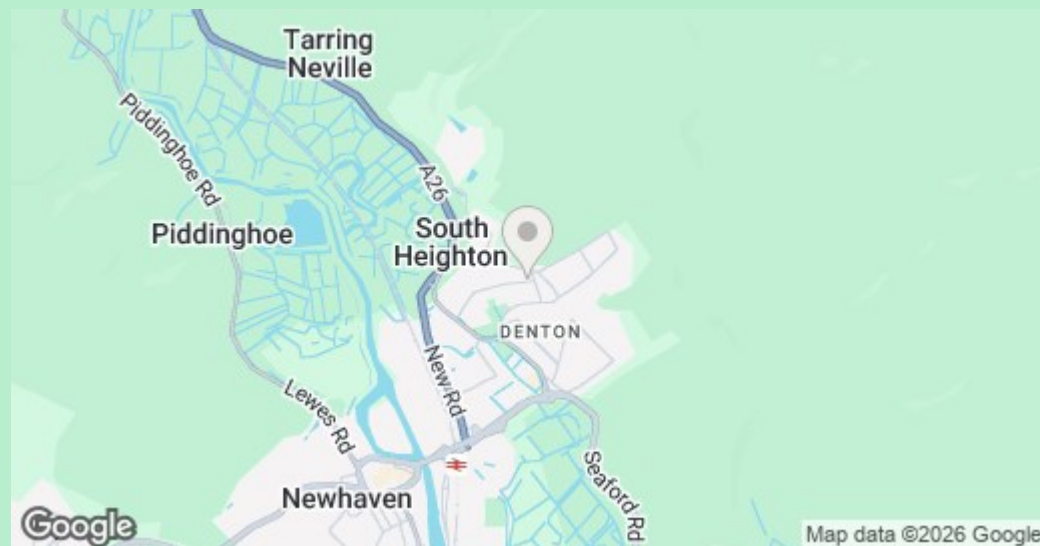 Tarring
Neville
Piddinghoe Rd
A26
South
Heighton
Piddinghoe
DENTON
New Rd
Lewes Rd
Seaford Rd
Newhaven
Google
Map data ©2026 Google